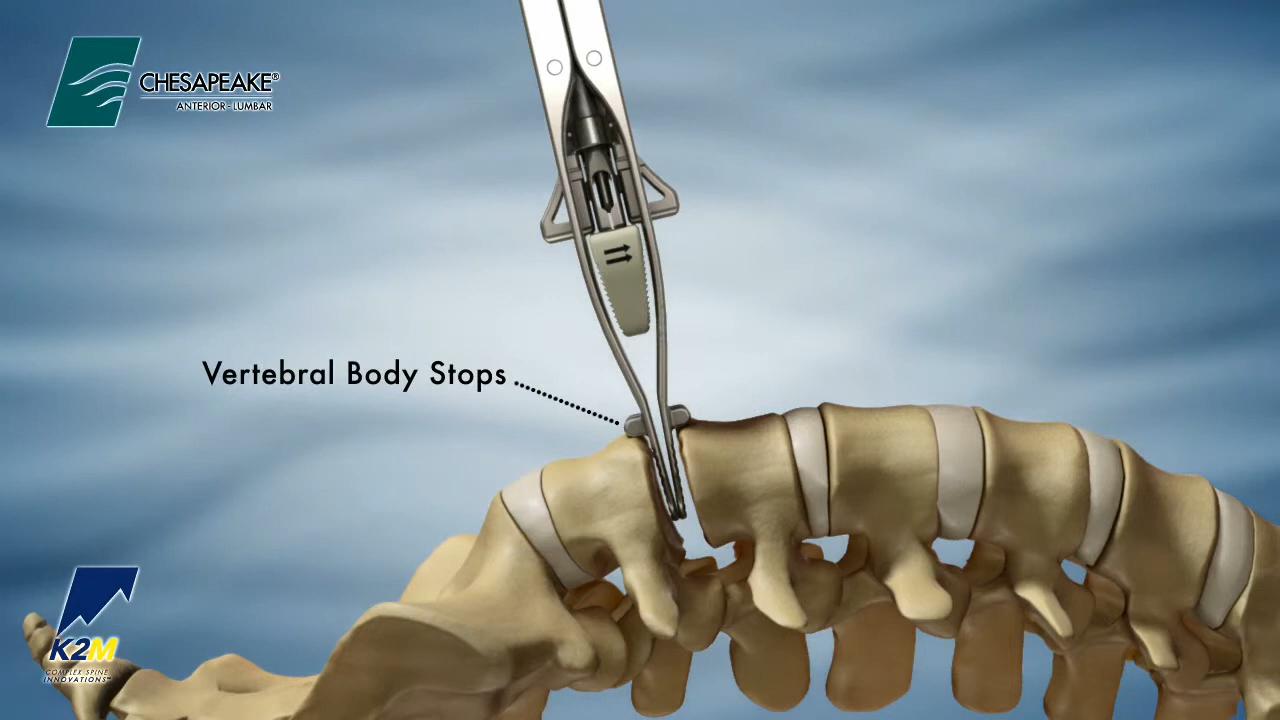 CHESAPEAKE®
ANTERIOR-LUMBAR
Vertebral Body Stops
K2M
COMPLEX SPINE
INNOVATIONS™